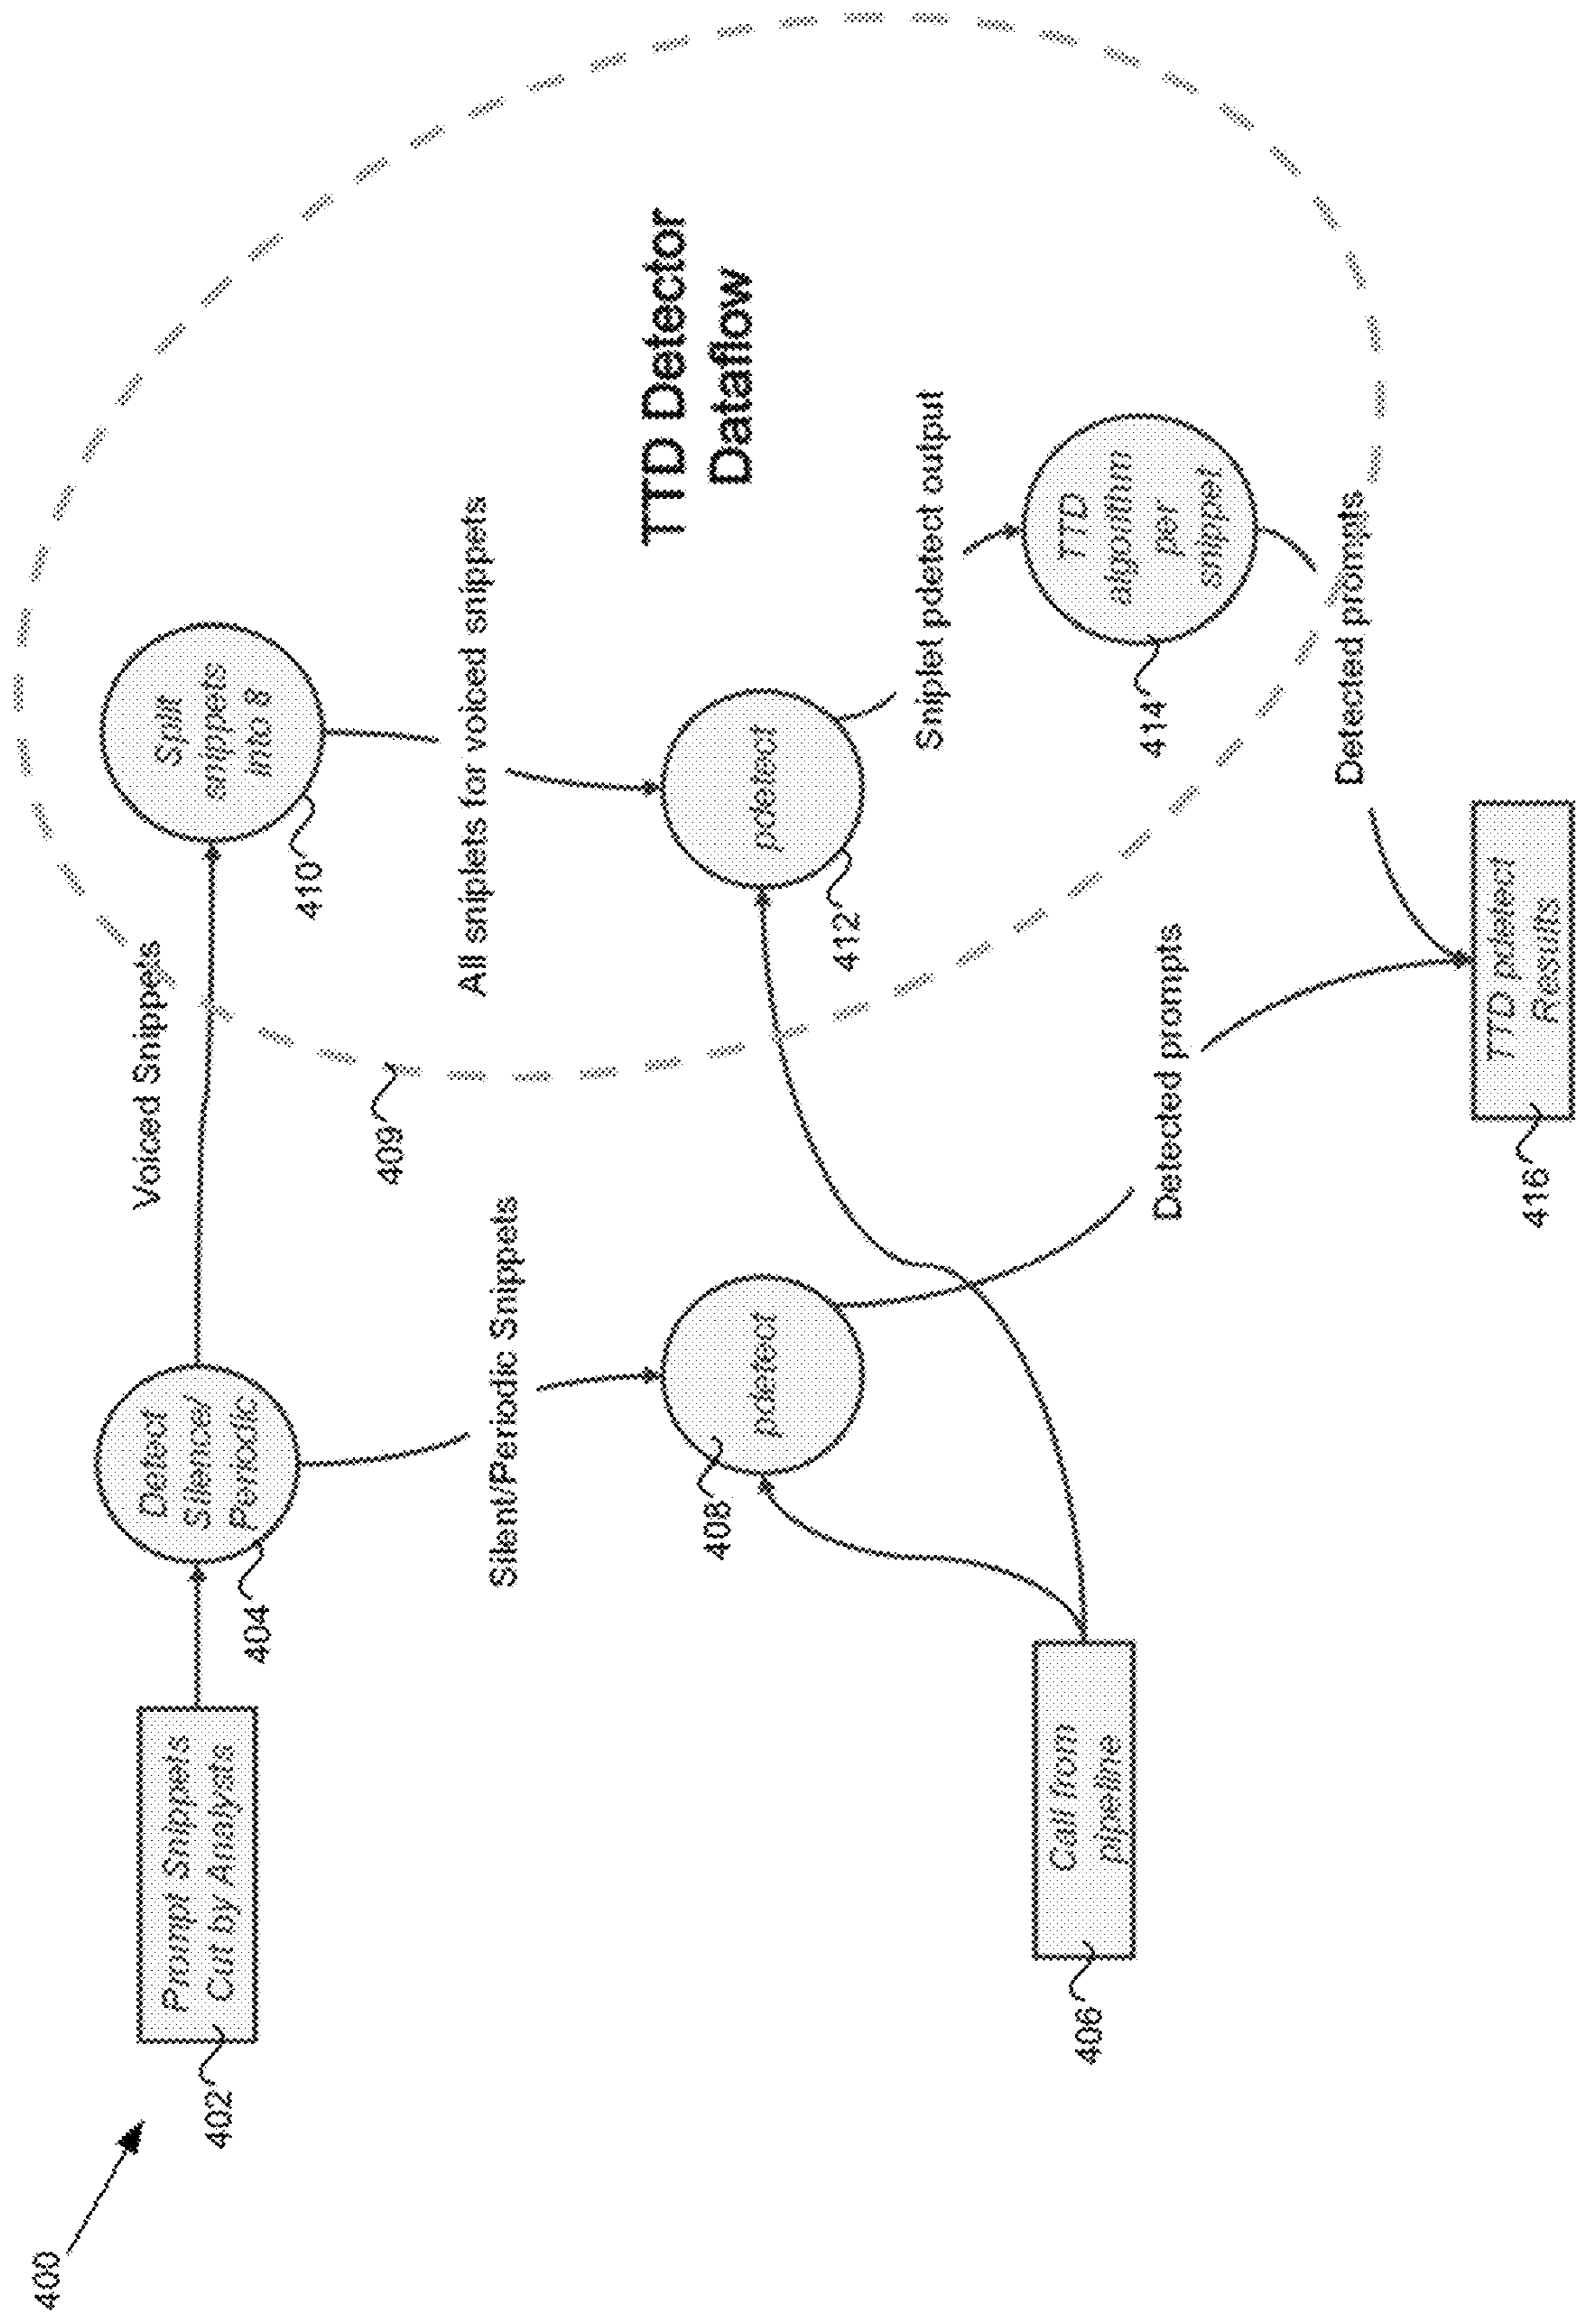 400
402
Prompt Snippets
Cut by Analysts
404
Detect
Silence/
Periodic
Voiced Snippets
410
Split
snippets
into 8
409
Silent/Periodic Snippets
All sniplets for voiced snippets
TTD Detector
Dataflow
408
pdetect
412
pdetect
Sniplet pdetect output
406
Call from
pipeline
414
TTD
algorithm
per
snippet
Detected prompts
Detected prompts
416
TTD pdetect
Results